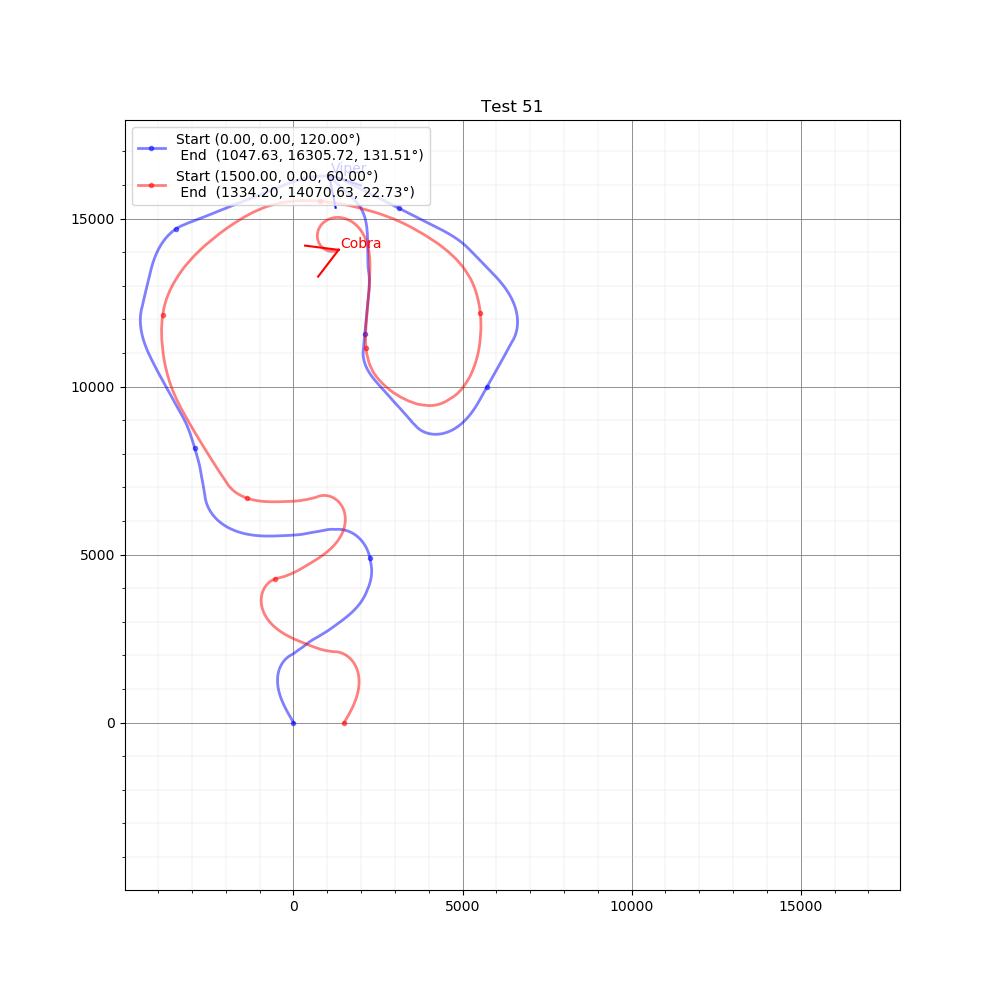 Test 51
Start (0.00, 0.00, 120.00°)
End (1047.63, 16305.72, 131.51°)
Start (1500.00, 0.00, 60.00°)
End (1334.20, 14070.63, 22.73°)
Viper
Cobra
15000
10000
5000
0
0
5000
10000
15000